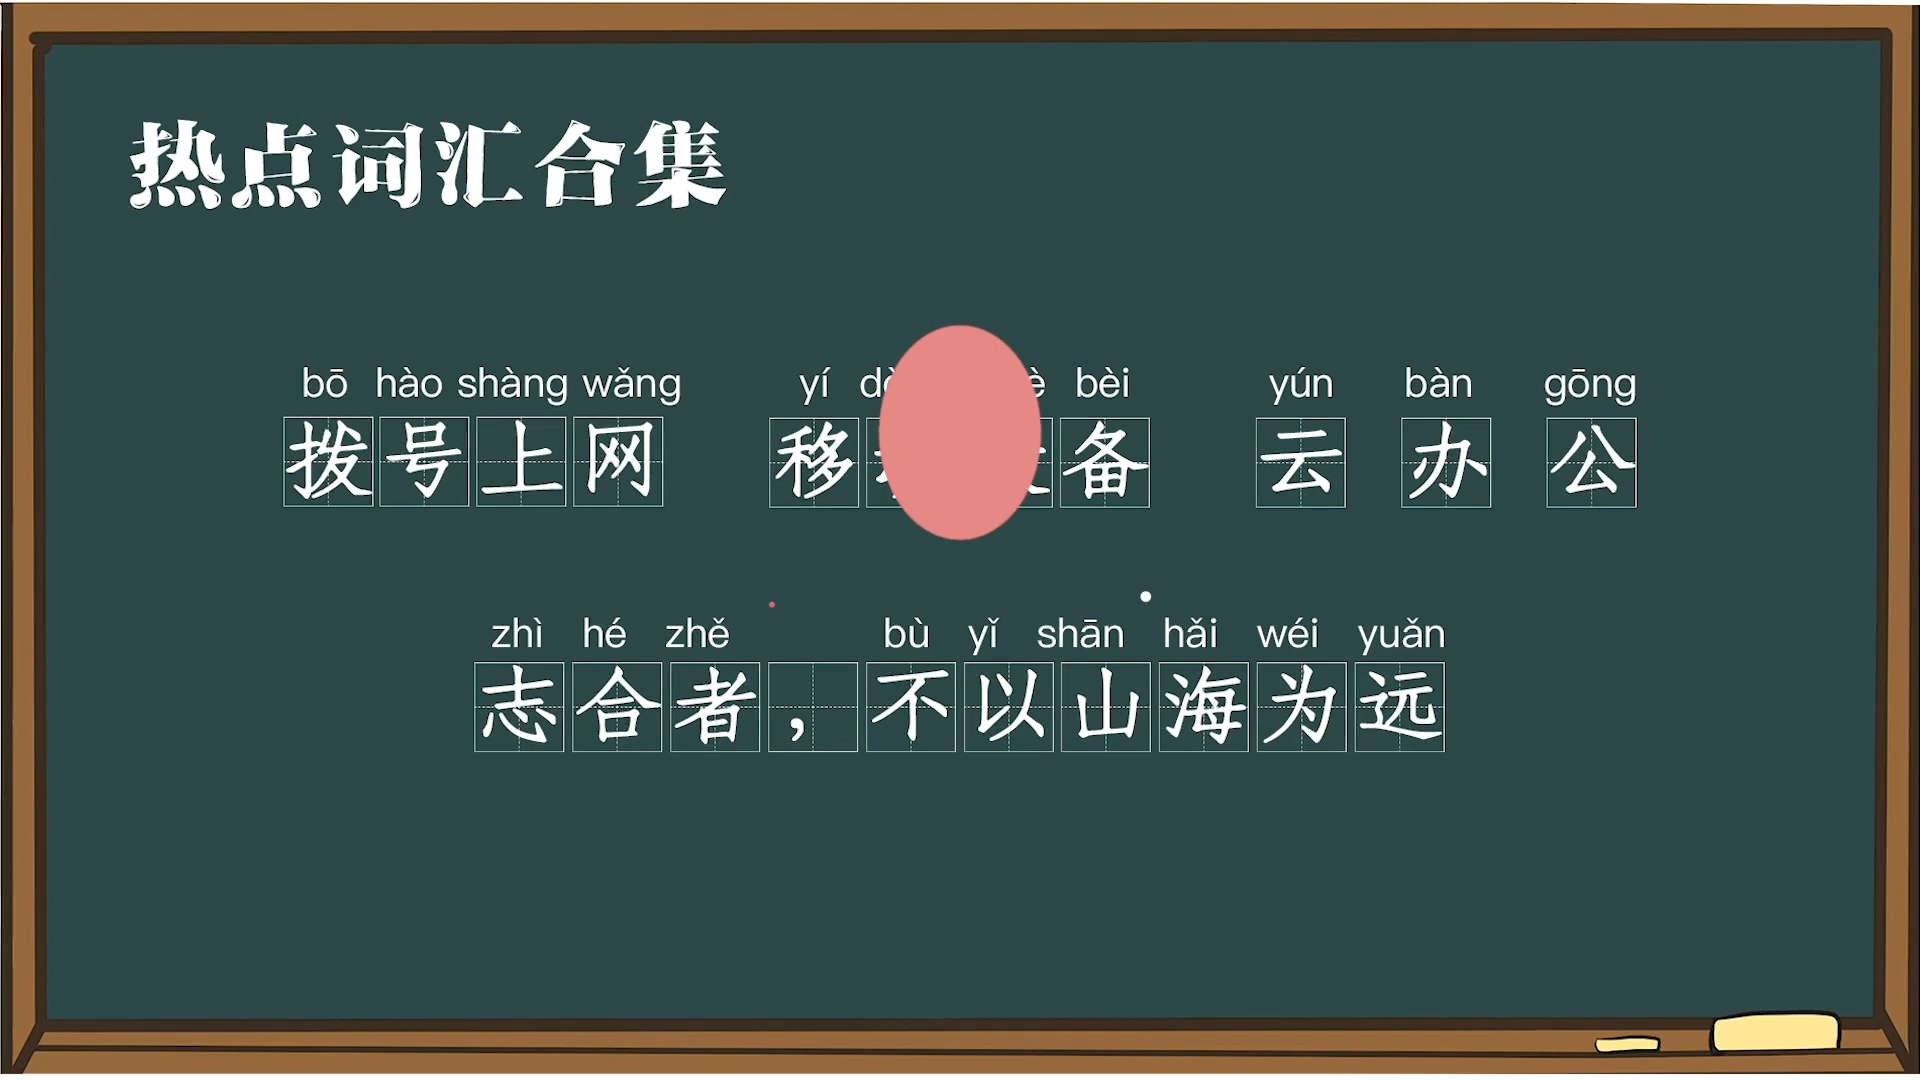 热点词汇合集
bō hào shàng wǎng yí bèi yún bàn gōng
拨号上网 移 备 云办公
zhì hé zhě bù yǐ shān hǎi wéi yuǎn
志合者，不以山海为远